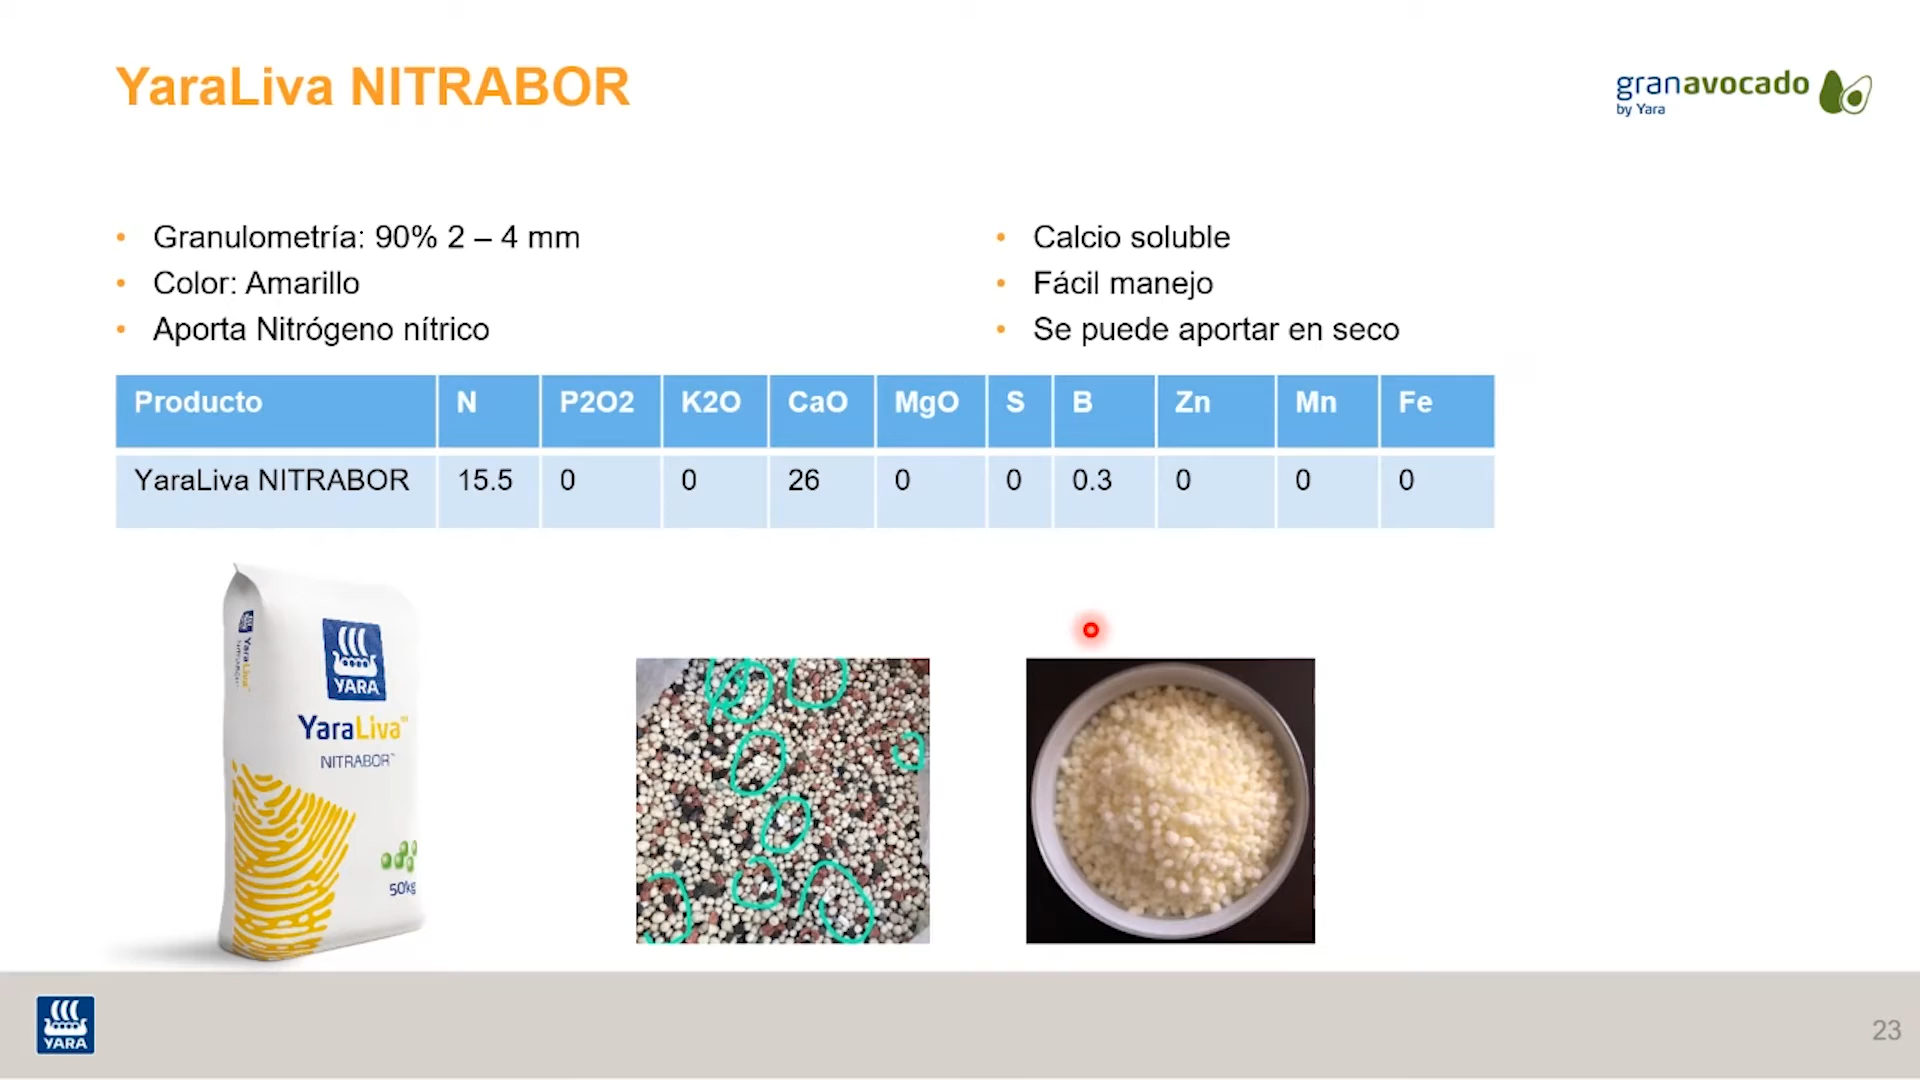 YaraLiva NITRABOR
granavocado
by Yara
• Granulometría: 90% 2 – 4 mm
• Color: Amarillo
• Aporta Nitrógeno nítrico
• Calcio soluble
• Fácil manejo
• Se puede aportar en seco
Producto N P2O2 K2O CaO MgO S B Zn Mn Fe
YaraLiva NITRABOR 15.5 0 0 26 0 0 0.3 0 0 0
YARA
YaraLiva
NITRABOR
50kg
YaraLiva
YARA
23